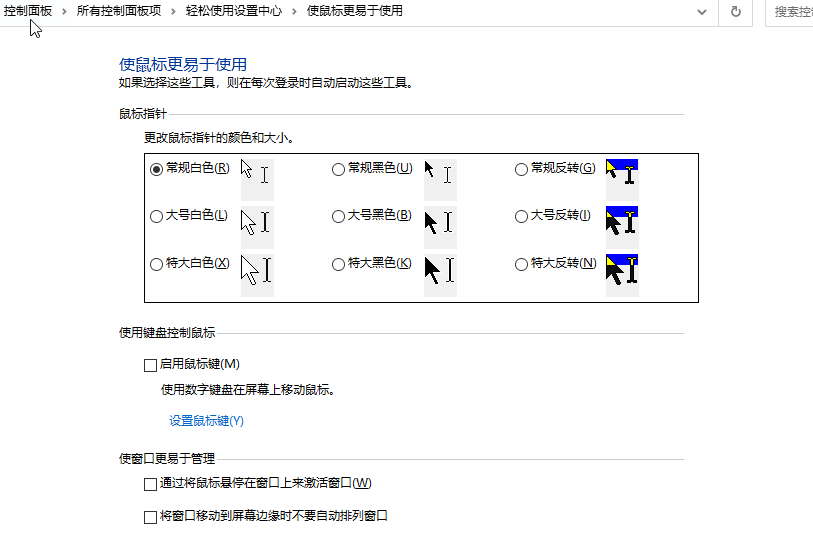 控制面板 › 所有控制面板项 › 轻松使用设置中心 › 使鼠标更易于使用
搜索控
使鼠标更易于使用
如果选择这些工具，则在每次登录时自动启动这些工具。
鼠标指针
更改鼠标指针的颜色和大小。
常规白色(R) 常规黑色(U) 常规反转(G)
大号白色(L) 大号黑色(B) 大号反转(I)
特大白色(X) 特大黑色(K) 特大反转(N)
使用键盘控制鼠标
启用鼠标键(M)
使用数字键盘在屏幕上移动鼠标。
设置鼠标键(Y)
使窗口更易于管理
通过将鼠标悬停在窗口上来激活窗口(W)
将窗口移动到屏幕边缘时不要自动排列窗口